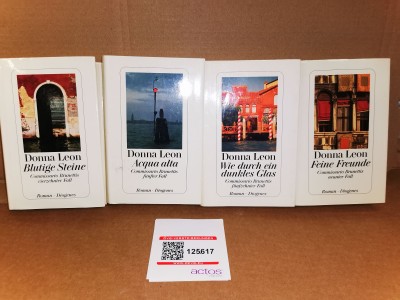 Donna Leon
Blutige Steine
Commissario Brunettis
vierzehnter Fall
Roman · Diogenes
Donna Leon
Acqua alta
Commissario Brunettis
fünfter Fall
Roman · Diogenes
Donna Leon
Wie durch ein
dunkles Glas
Commissario Brunettis
fünfzehnter Fall
Roman · Diogenes
Donna Leon
Feine Freunde
Commissario Brunettis
neunter Fall
Roman · Diogenes
125617
actos